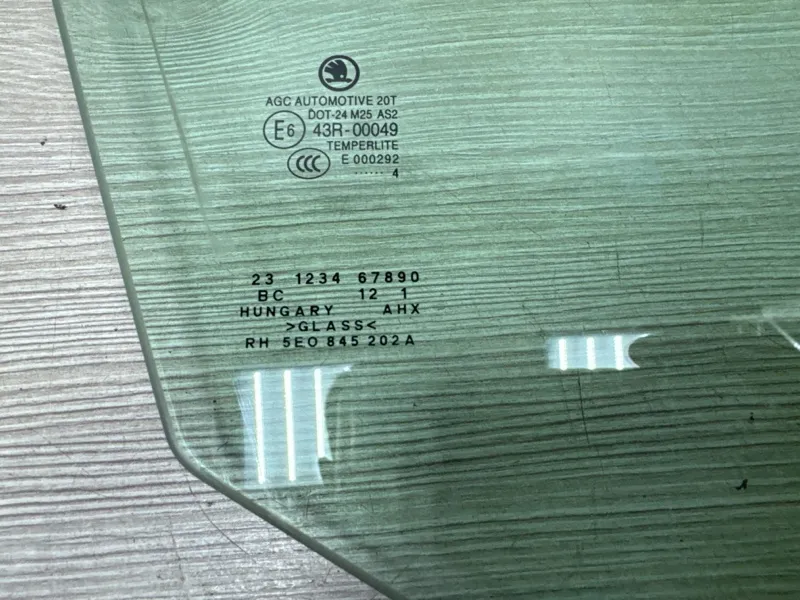 AGC AUTOMOTIVE 20T
DOT-24 M25 AS2
E6 43R-00049
TEMPERLITE
CCC E 000292
...... 4
23 1234 67890
BC 12 1
HUNGARY AHX
>GLASS<
RH 5E0 845 202A